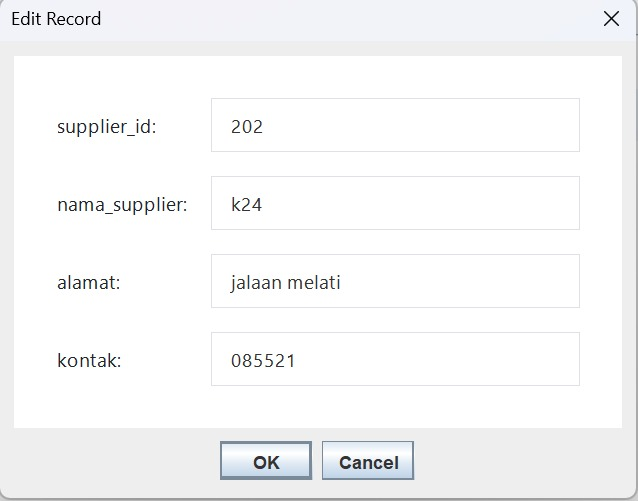 Edit Record
supplier_id: 202
nama_supplier: k24
alamat: jalaan melati
kontak: 085521
OK Cancel